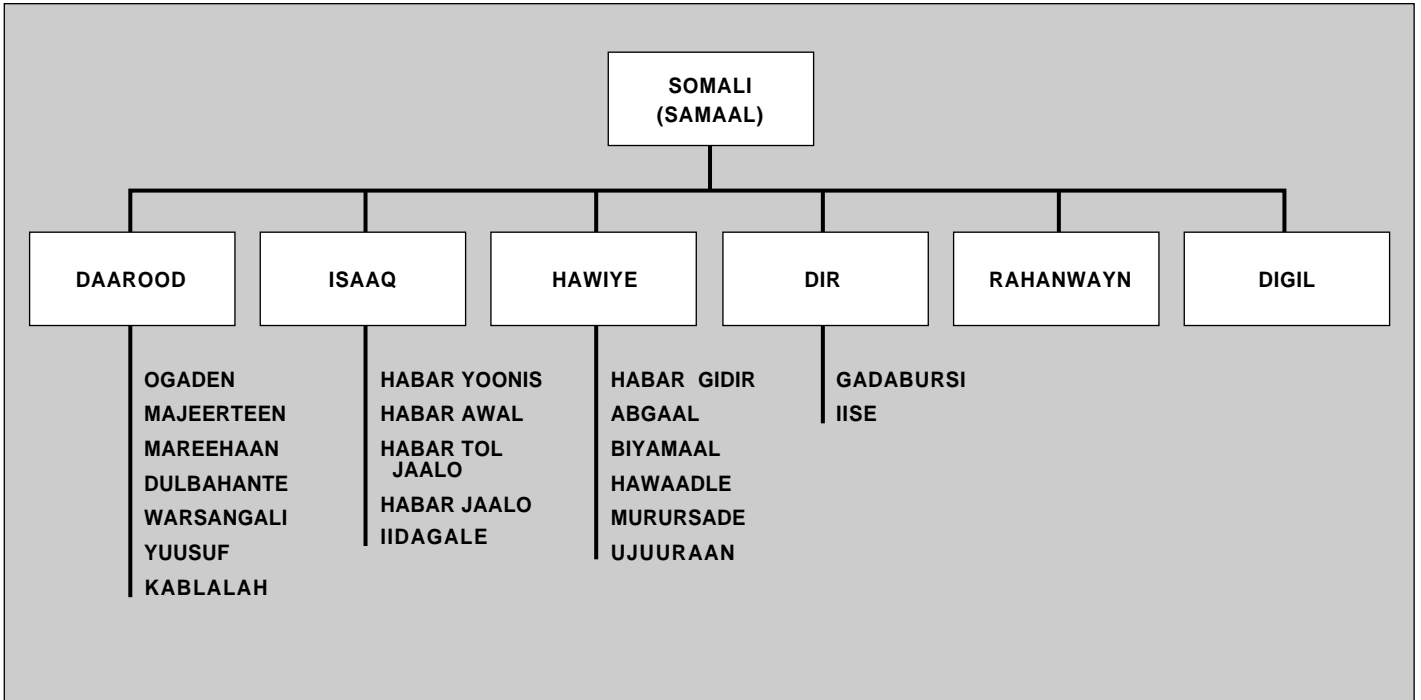 SOMALI
(SAMAAL)
DAAROOD
ISAAQ
HAWIYE
DIR
RAHANWAYN
DIGIL
OGADEN
MAJEERTEEN
MAREEHAAN
DULBAHANTE
WARSANGALI
YUUSUF
KABLALAH
HABAR YOONIS
HABAR AWAL
HABAR TOL
JAALO
HABAR JAALO
IIDAGALE
HABAR GIDIR
ABGAAL
BIYAMAAL
HAWAADLE
MURURSADE
UJUURAAN
GADABURSI
IISE